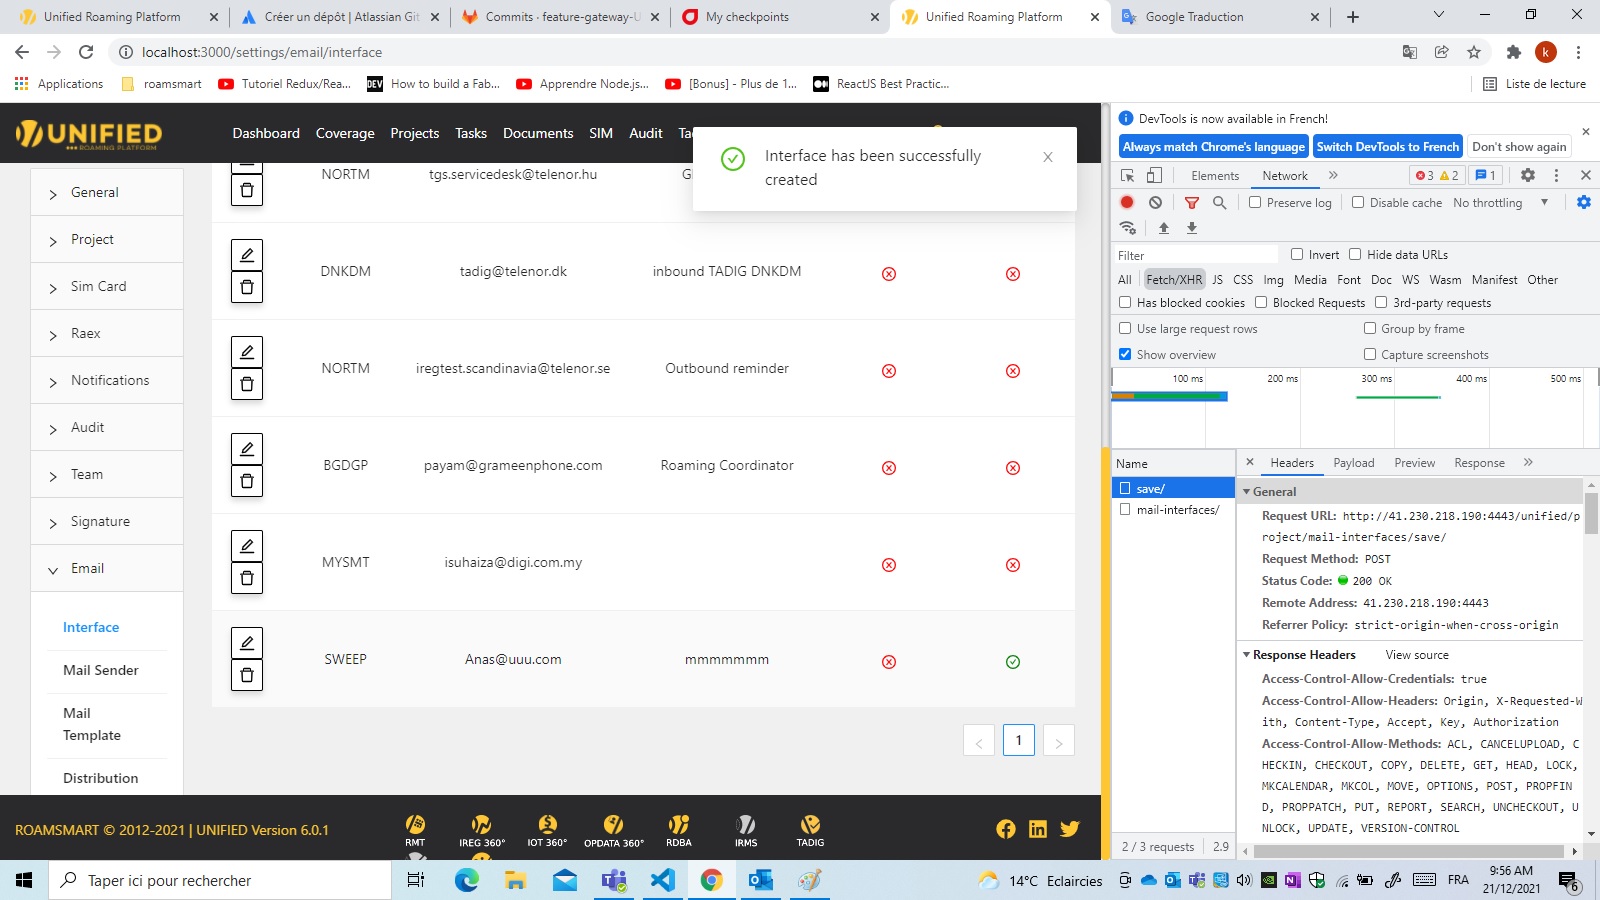 Unified Roaming Platform
Créer un dépôt | Atlassian Git
Commits · feature-gateway-U
My checkpoints
Unified Roaming Platform
Google Traduction
localhost:3000/settings/email/interface
k
Applications
roamsmart
Tutoriel Redux/Rea...
DEV
How to build a Fab...
Apprendre Node.js...
[Bonus] - Plus de 1...
ReactJS Best Practic...
Liste de lecture
UNIFIED
ROAMING PLATFORM
Dashboard Coverage Projects Tasks Documents SIM Audit
Interface has been successfully
created
General
Project
Sim Card
Raex
Notifications
Audit
Team
Signature
Email
Interface
Mail Sender
Mail
Template
Distribution
NORTM tgs.servicedesk@telenor.hu G
DNKDM tadig@telenor.dk inbound TADIG DNKDM
NORTM iregtest.scandinavia@telenor.se Outbound reminder
BGDGP payam@grameenphone.com Roaming Coordinator
MYSMT isuhaiza@digi.com.my
SWEEP Anas@uuu.com mmmmmmm
< 1 >
ROAMSMART © 2012-2021 | UNIFIED Version 6.0.1
RMT IREG 360° IOT 360° OPDATA 360° RDBA IRMS TADIG
DevTools is now available in French!
Always match Chrome's language Switch DevTools to French Don't show again
Elements Network » 3 2 1
Preserve log Disable cache No throttling
Filter Invert Hide data URLs
All Fetch/XHR JS CSS Img Media Font Doc WS Wasm Manifest Other
Has blocked cookies Blocked Requests 3rd-party requests
Use large request rows Group by frame
Show overview Capture screenshots
100 ms 200 ms 300 ms 400 ms 500 ms
Name
save/
mail-interfaces/
2 / 3 requests 2.9
Headers Payload Preview Response »
General
Request URL: http://41.230.218.190:4443/unified/p
roject/mail-interfaces/save/
Request Method: POST
Status Code: 200 OK
Remote Address: 41.230.218.190:4443
Referrer Policy: strict-origin-when-cross-origin
Response Headers View source
Access-Control-Allow-Credentials: true
Access-Control-Allow-Headers: Origin, X-Requested-W
ith, Content-Type, Accept, Key, Authorization
Access-Control-Allow-Methods: ACL, CANCELUPLOAD, C
HECKIN, CHECKOUT, COPY, DELETE, GET, HEAD, LOCK,
MKCALENDAR, MKCOL, MOVE, OPTIONS, POST, PROPFIN
D, PROPPATCH, PUT, REPORT, SEARCH, UNCHECKOUT, U
NLOCK, UPDATE, VERSION-CONTROL
Taper ici pour rechercher
14°C Eclaircies
FRA
9:56 AM
21/12/2021
6